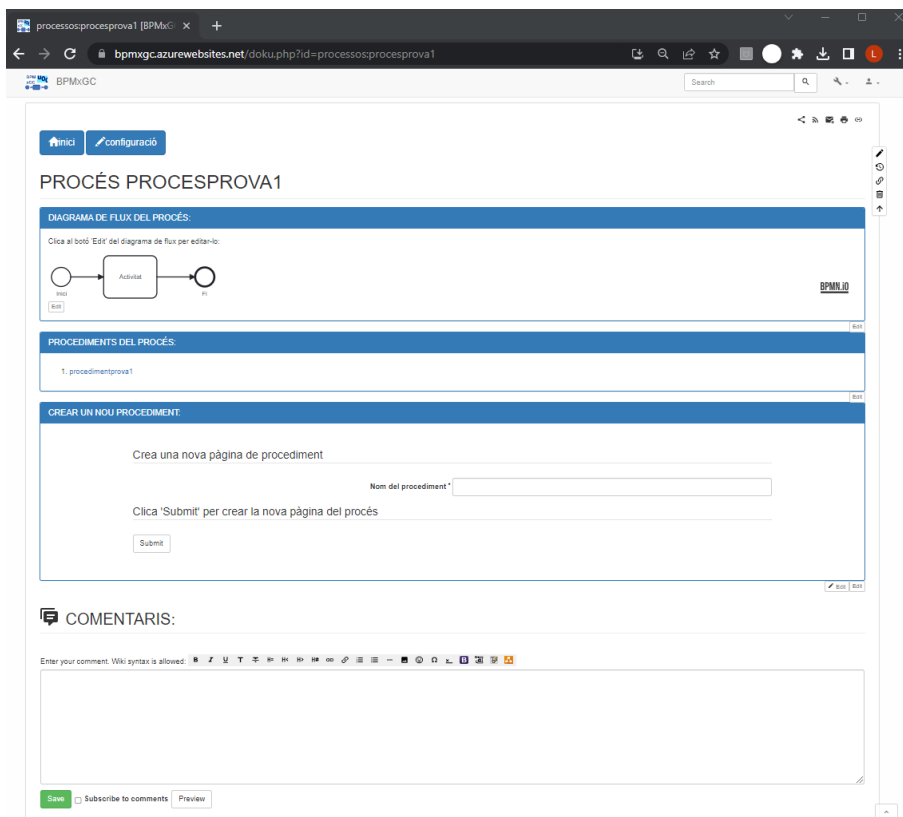 processos:procesprova1 [BPMxG
bpmxgc.azurewebsites.net/doku.php?id=processos:procesprova1
L
BPMxGC
Search
inici
configuració
PROCÉS PROCESPROVA1
DIAGRAMA DE FLUX DEL PROCÉS:
Clica al botó 'Edit' del diagrama de flux per editar-lo:
Activitat
Inici
Fi
BPMN.iO
Edit
Edit
PROCEDIMENTS DEL PROCÉS:
1. procedimentprova1
Edit
CREAR UN NOU PROCEDIMENT:
Crea una nova pàgina de procediment
Nom del procediment *
Clica 'Submit' per crear la nova pàgina del procés
Submit
Edit Edit
COMENTARIS:
Enter your comment. Wiki syntax is allowed:
Save Subscribe to comments Preview